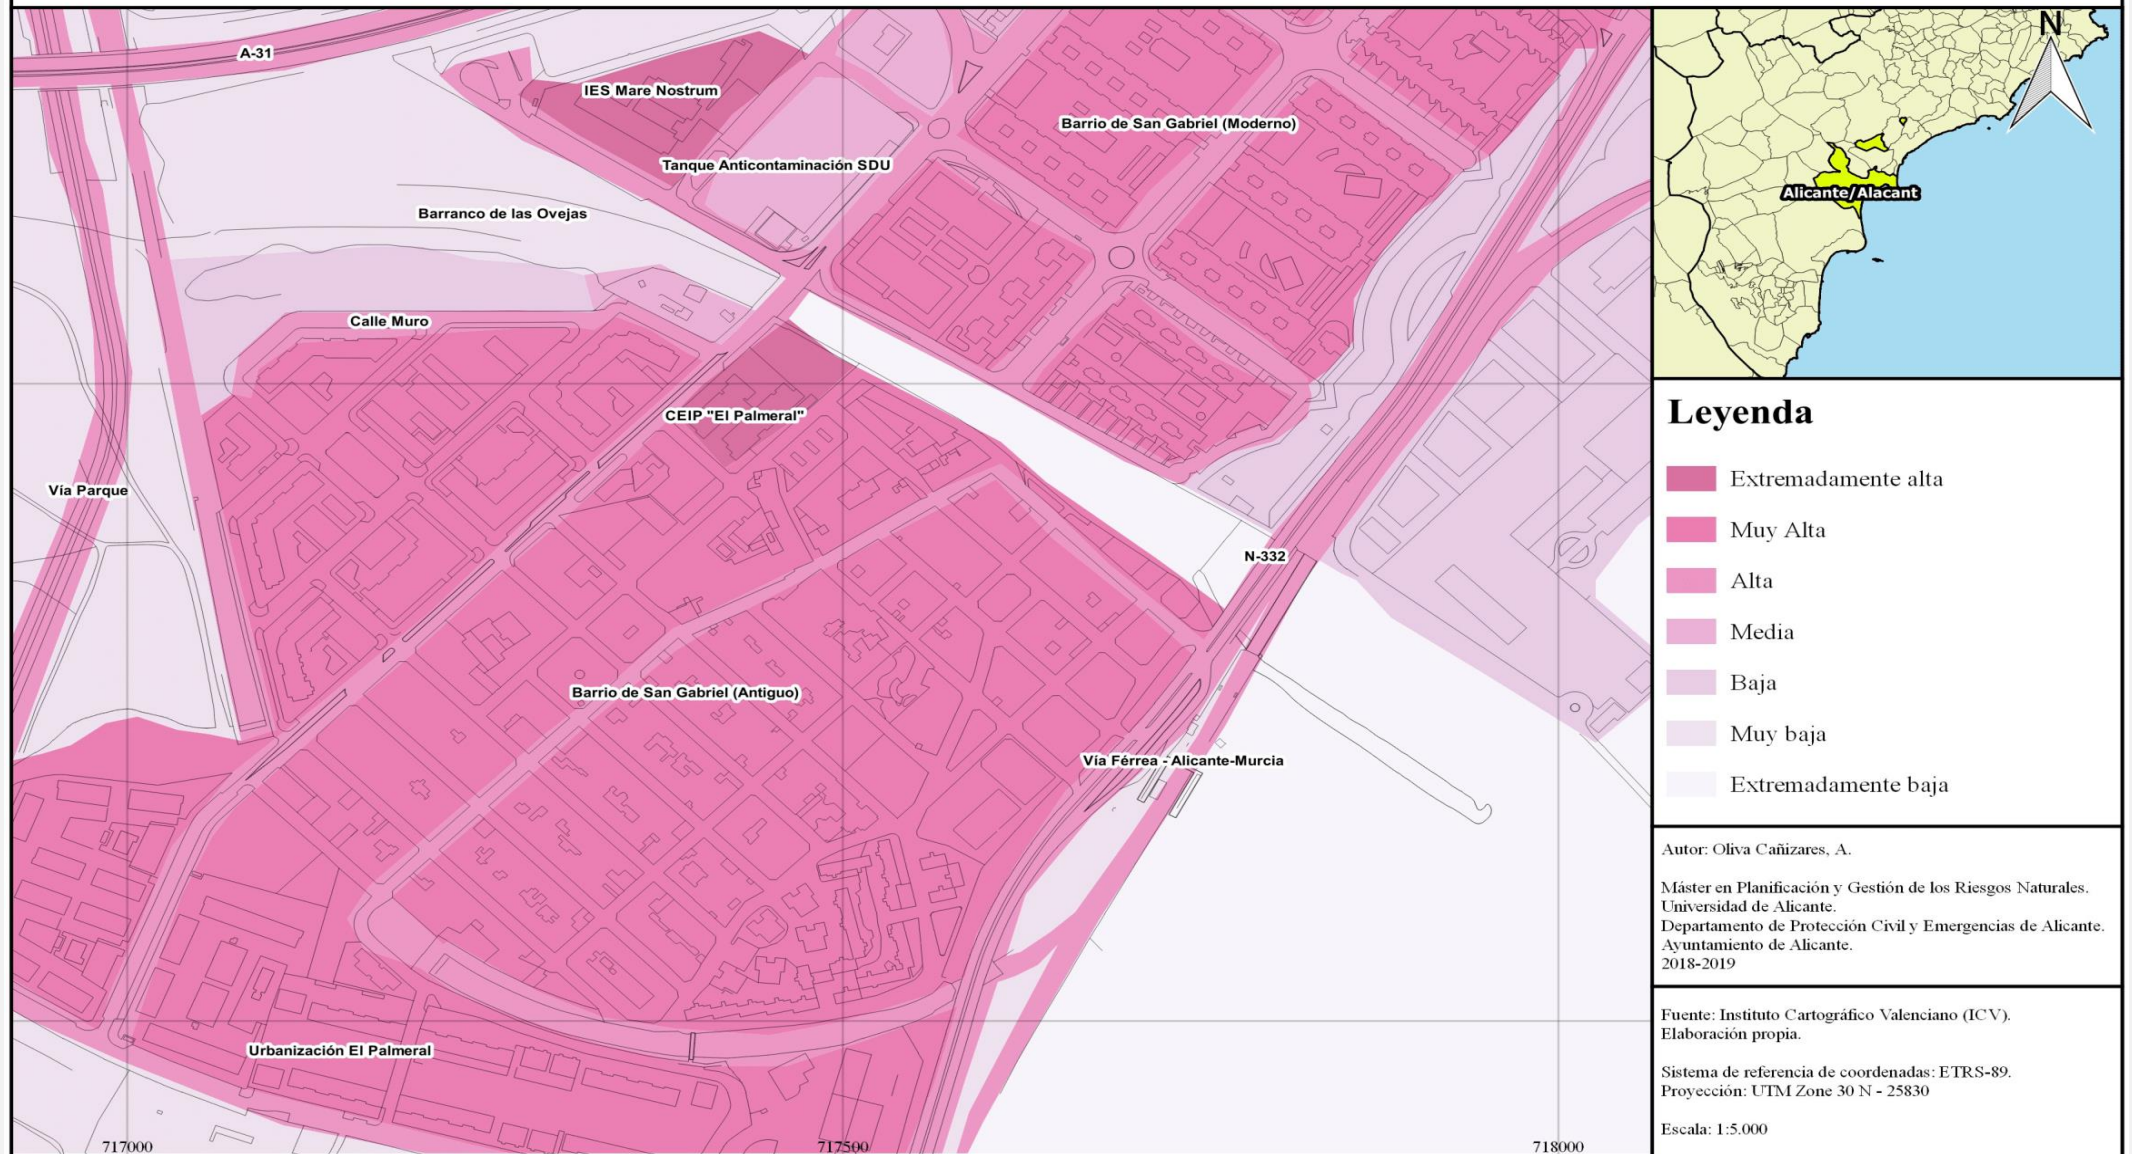 A-31
IES Mare Nostrum
Barrio de San Gabriel (Moderno)
Tanque Anticontaminación SDU
Barranco de las Ovejas
Calle Muro
CEIP "El Palmeral"
Vía Parque
N-332
Barrio de San Gabriel (Antiguo)
Vía Férrea - Alicante-Murcia
Urbanización El Palmeral
717000
717500
718000
N
Alicante/Alacant
Leyenda
Extremadamente alta
Muy Alta
Alta
Media
Baja
Muy baja
Extremadamente baja
Autor: Oliva Cañizares, A.
Máster en Planificación y Gestión de los Riesgos Naturales.
Universidad de Alicante.
Departamento de Protección Civil y Emergencias de Alicante.
Ayuntamiento de Alicante.
2018-2019
Fuente: Instituto Cartográfico Valenciano (ICV).
Elaboración propia.
Sistema de referencia de coordenadas: ETRS-89.
Proyección: UTM Zone 30 N - 25830
Escala: 1:5.000